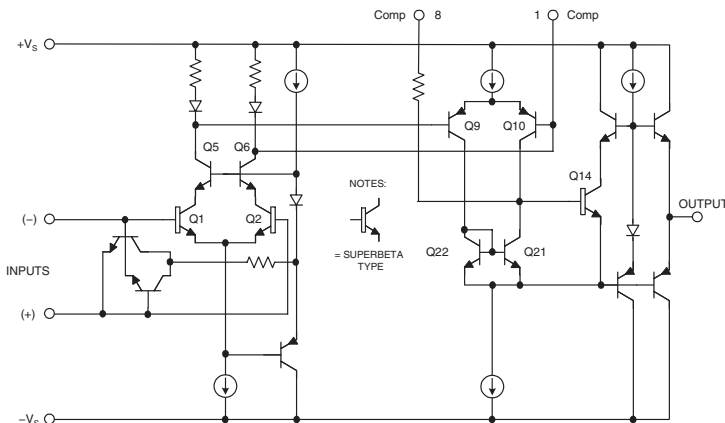 Comp 8 1 Comp
+Vs
Q9 Q10
Q5 Q6
NOTES:
Q14
(–) Q1 Q2
OUTPUT
= SUPERBETA
TYPE
Q22 Q21
INPUTS
(+)
–Vs